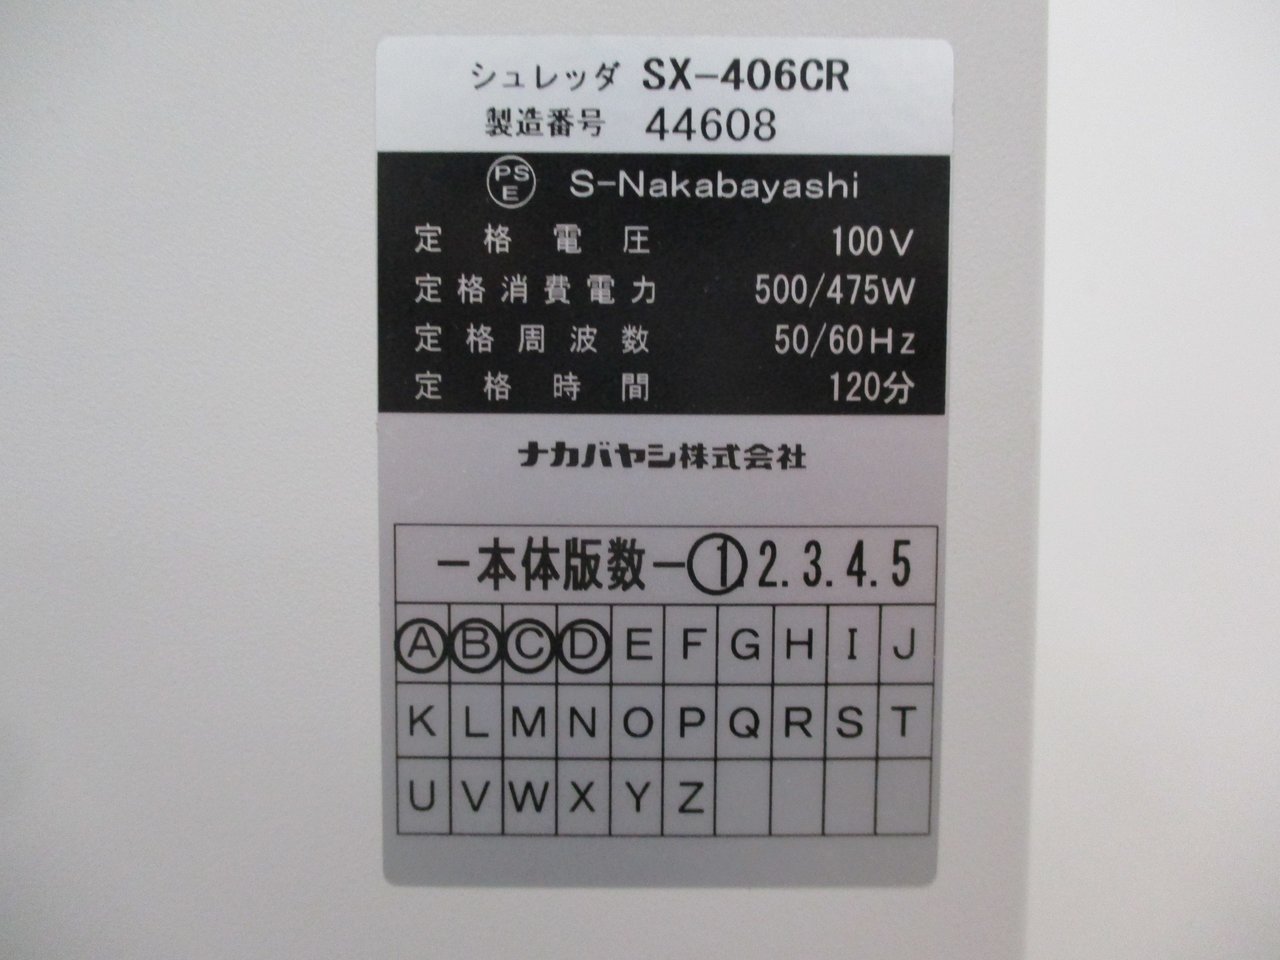 シュレッダ SX-406CR
製造番号 44608
PSE S-Nakabayashi
定格電圧 100V
定格消費電力 500/475W
定格周波数 50/60Hz
定格時間 120分
ナカバヤシ株式会社
-本体版数-1.2.3.4.5
A B C D E F G H I J
K L M N O P Q R S T
U V W X Y Z